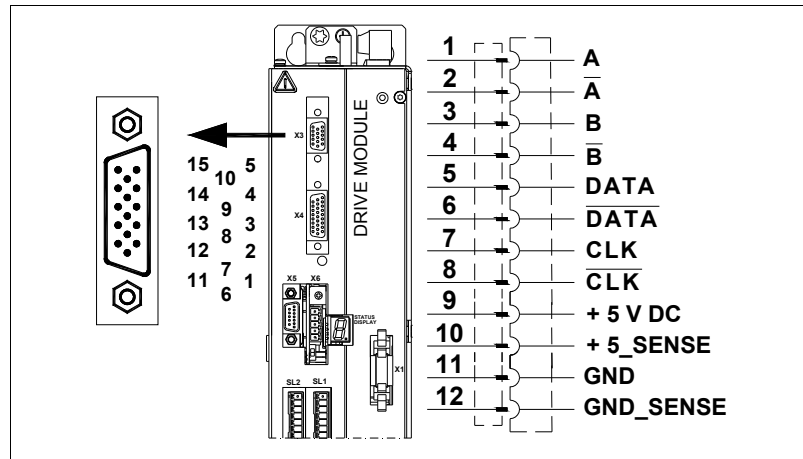 15 5
10
14 4
9
13 3
8
12 2
7
11 1
6
X3
X4
DRIVE MODULE
X5 X6
STATUS
DISPLAY
X1
SL2 SL1
1 A
2 A̅
3 B
4 B̅
5 DATA
6 D̅A̅T̅A̅
7 CLK
8 C̅L̅K̅
9 + 5 V DC
10 + 5_SENSE
11 GND
12 GND_SENSE